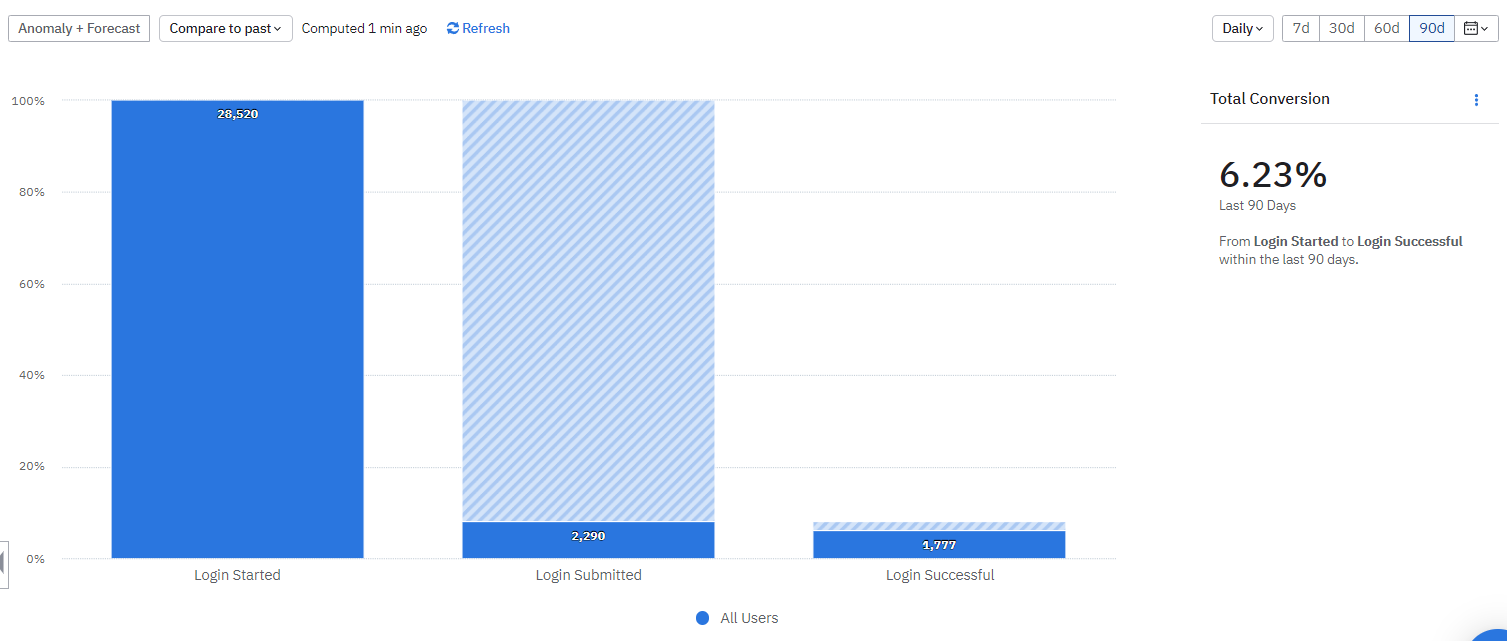 Anomaly + Forecast Compare to past Computed 1 min ago Refresh Daily 7d 30d 60d 90d
Total Conversion
6.23%
Last 90 Days
From Login Started to Login Successful
within the last 90 days.
100%
80%
60%
40%
20%
0%
28,520
2,290
1,777
Login Started Login Submitted Login Successful
All Users